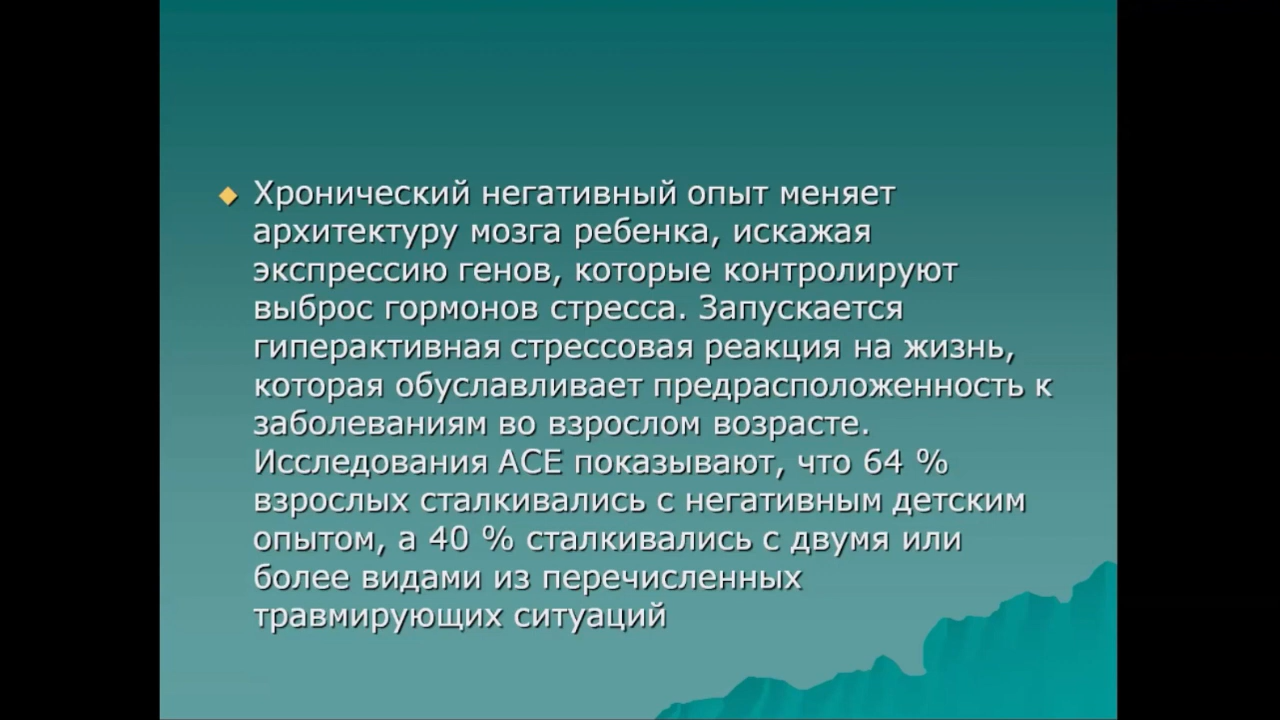 Хронический негативный опыт меняет
архитектуру мозга ребенка, искажая
экспрессию генов, которые контролируют
выброс гормонов стресса. Запускается
гиперактивная стрессовая реакция на жизнь,
которая обуславливает предрасположенность к
заболеваниям во взрослом возрасте.
Исследования ACE показывают, что 64 %
взрослых сталкивались с негативным детским
опытом, а 40 % сталкивались с двумя или
более видами из перечисленных
травмирующих ситуаций